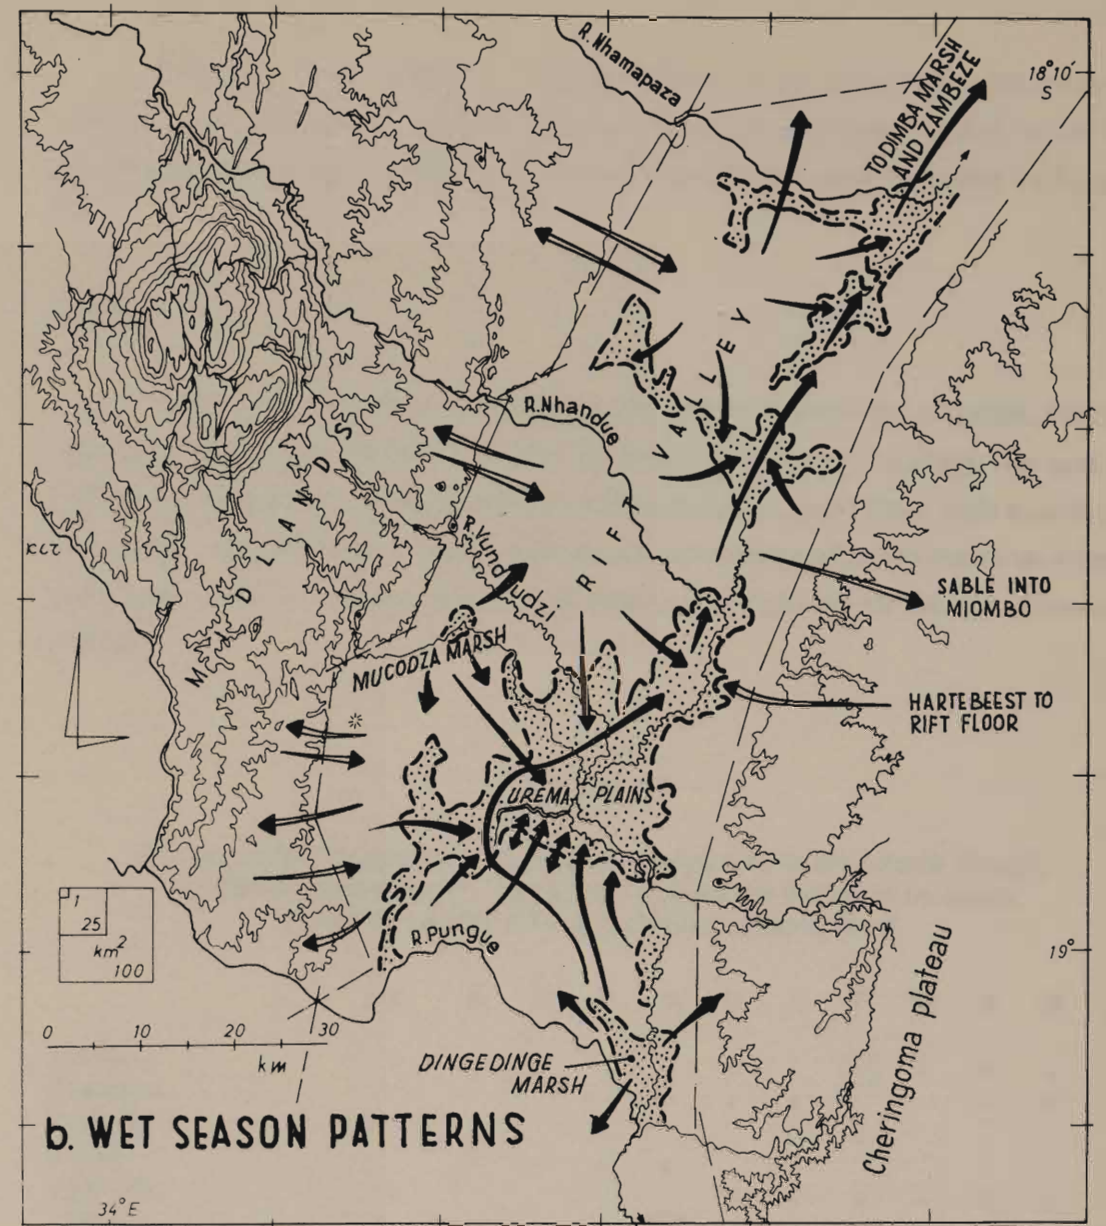 R. Nhamapaza
18°10'
S
TO DIMBA MARSH
AND ZAMBEZE
R.Nhandue
RIFT VALLEY
MIDLANDS
R.Vundudzi
SABLE INTO
MIOMBO
MUCODZA MARSH
HARTEBEEST TO
RIFT FLOOR
UREMA PLAINS
1
25
km²
100
R.Pungue
19°
0 10 20 30
km
DINGEDINGE
MARSH
Cheringoma plateau
b. WET SEASON PATTERNS
34°E